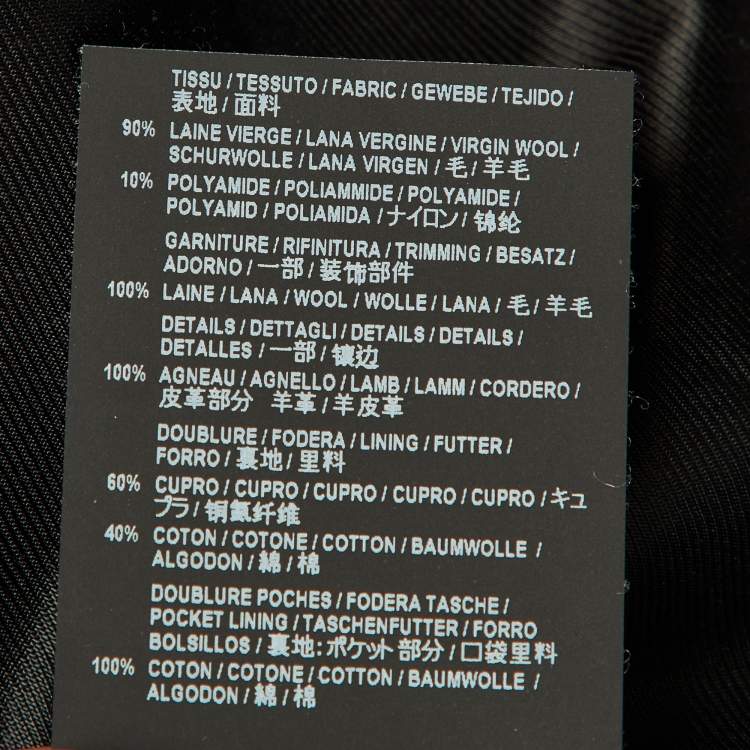 TISSU / TESSUTO / FABRIC / GEWEBE / TEJIDO /
表地 / 面料
90% LAINE VIERGE / LANA VERGINE / VIRGIN WOOL /
SCHURWOLLE / LANA VIRGEN / 毛 / 羊毛
10% POLYAMIDE / POLIAMMIDE / POLYAMIDE /
POLYAMID / POLIAMIDA / ナイロン / 锦纶
GARNITURE / RIFINITURA / TRIMMING / BESATZ /
ADORNO / 一部 / 装饰部件
100% LAINE / LANA / WOOL / WOLLE / LANA / 毛 / 羊毛
DETAILS / DETTAGLI / DETAILS / DETAILS /
DETALLES / 一部 / 镶边
100% AGNEAU / AGNELLO / LAMB / LAMM / CORDERO /
皮革部分 羊革 / 羊皮革
DOUBLURE / FODERA / LINING / FUTTER /
FORRO / 裏地 / 里料
60% CUPRO / CUPRO / CUPRO / CUPRO / CUPRO / キュ
プラ / 铜氨纤维
40% COTON / COTONE / COTTON / BAUMWOLLE /
ALGODON / 綿 / 棉
DOUBLURE POCHES / FODERA TASCHE /
POCKET LINING / TASCHENFUTTER / FORRO
BOLSILLOS / 裏地: ポケット部分 / 口袋里料
100% COTON / COTONE / COTTON / BAUMWOLLE /
ALGODON / 綿 / 棉